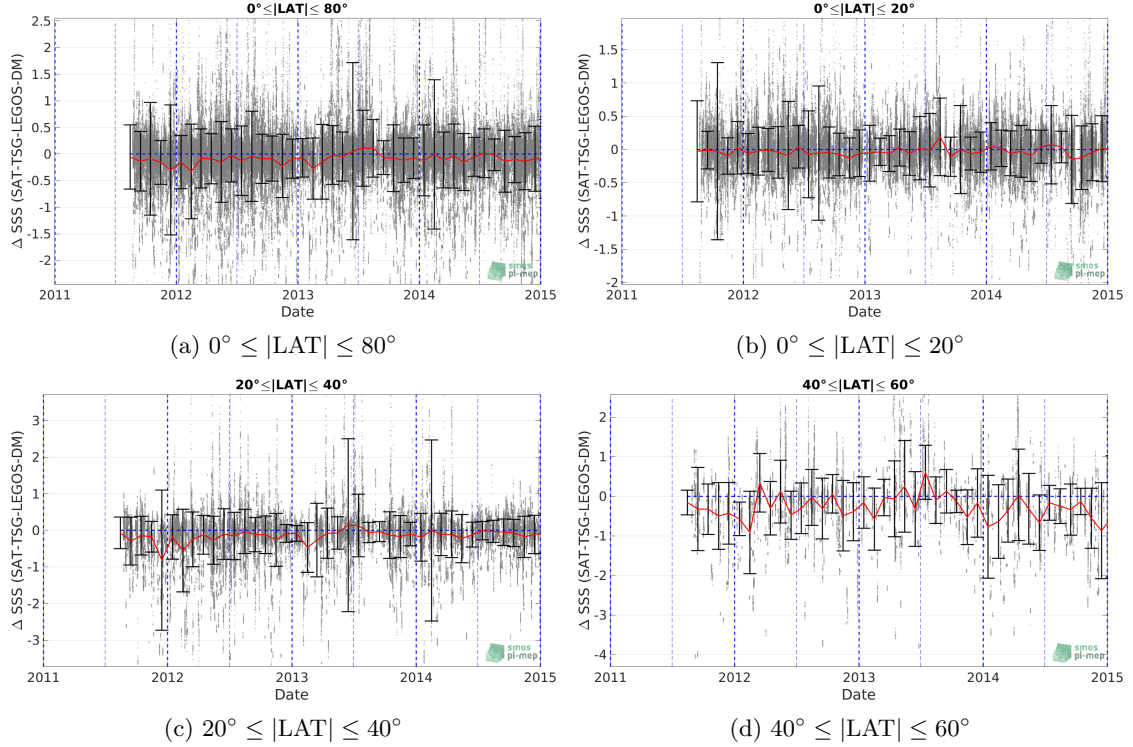 0°≤|LAT|≤ 80°
2.5
2
1.5
1
0.5
0
-0.5
-1
-1.5
-2
Δ SSS (SAT-TSG-LEGOS-DM)
2011
2012
2013
2014
2015
Date
smos
pi-mep
(a) 0° ≤ |LAT| ≤ 80°
0°≤|LAT|≤ 20°
1.5
1
0.5
0
-0.5
-1
-1.5
-2
Δ SSS (SAT-TSG-LEGOS-DM)
2011
2012
2013
2014
2015
Date
smos
pi-mep
(b) 0° ≤ |LAT| ≤ 20°
20°≤|LAT|≤ 40°
3
2
1
0
-1
-2
-3
Δ SSS (SAT-TSG-LEGOS-DM)
2011
2012
2013
2014
2015
Date
smos
pi-mep
(c) 20° ≤ |LAT| ≤ 40°
40°≤|LAT|≤ 60°
2
1
0
-1
-2
-3
-4
Δ SSS (SAT-TSG-LEGOS-DM)
2011
2012
2013
2014
2015
Date
smos
pi-mep
(d) 40° ≤ |LAT| ≤ 60°